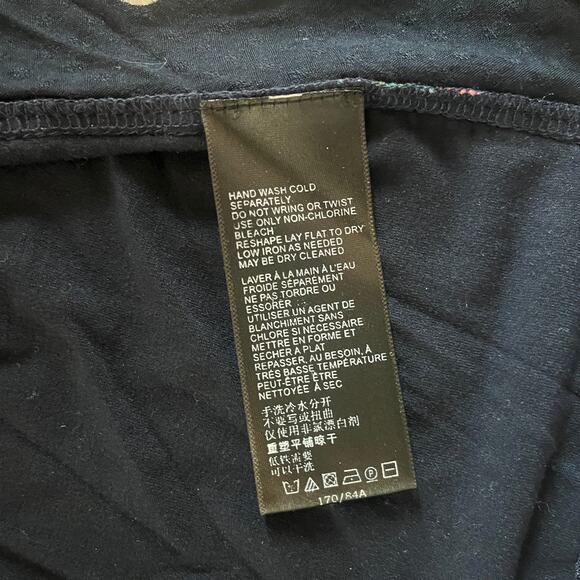 HAND WASH COLD
SEPARATELY
DO NOT WRING OR TWIST
USE ONLY NON-CHLORINE
BLEACH
RESHAPE LAY FLAT TO DRY
LOW IRON AS NEEDED
MAY BE DRY CLEANED
LAVER À LA MAIN À L'EAU
FROIDE SÉPARÉMENT
NE PAS TORDRE OU
ESSORER
UTILISER UN AGENT DE
BLANCHIMENT SANS
CHLORE SI NÉCESSAIRE
METTRE EN FORME ET
SÉCHER A PLAT
REPASSER, AU BESOIN, À
TRÈS BASSE TEMPÉRATURE
PEUT-ÊTRE ÊTRE
NETTOYÉE À SEC
手洗冷水分开
不要写或扭曲
仅使用非氯漂白剂
重塑平铺晾干
低铁需要
可以干洗
170/84A